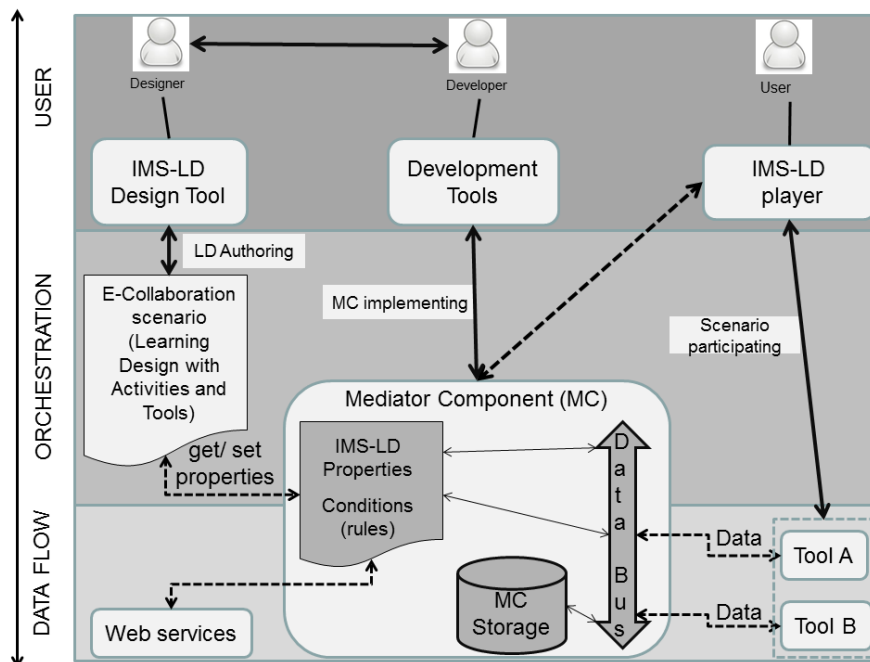 USER
Designer
Developer
User
IMS-LD
Design Tool
Development
Tools
IMS-LD
player
ORCHESTRATION
LD Authoring
E-Collaboration
scenario
(Learning
Design with
Activities and
Tools)
MC implementing
Scenario
participating
get/ set
properties
Mediator Component (MC)
IMS-LD
Properties
Conditions
(rules)
Data Bus
MC
Storage
DATA FLOW
Web services
Data
Tool A
Data
Tool B